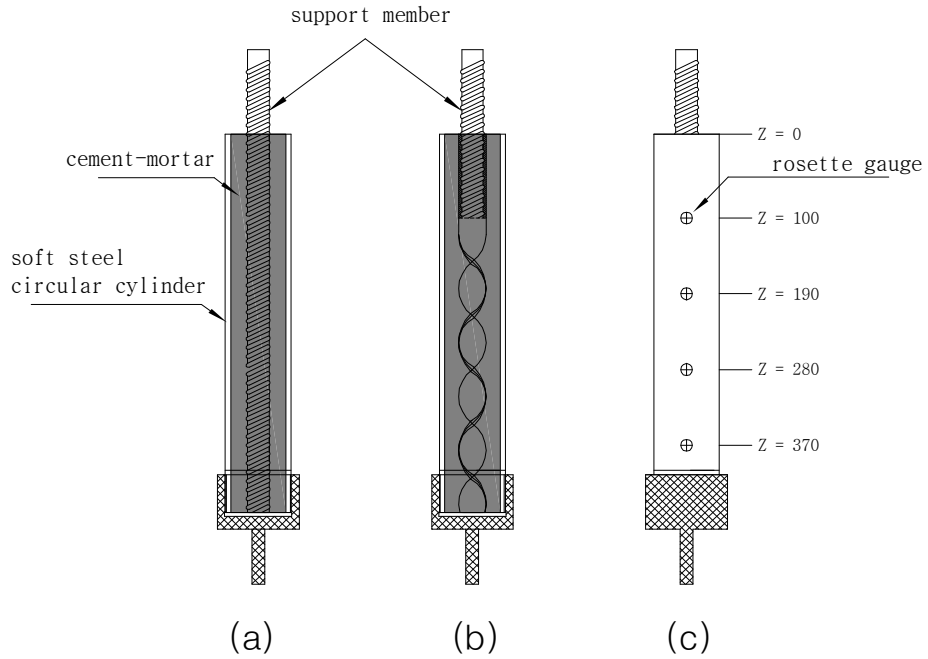 support member
cement-mortar
soft steel
circular cylinder
Z = 0
rosette gauge
Z = 100
Z = 190
Z = 280
Z = 370
(a)
(b)
(c)